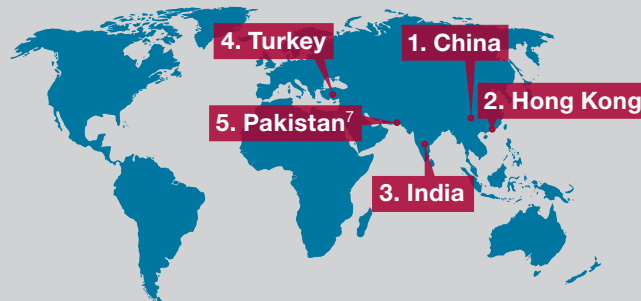 4. Turkey
1. China
2. Hong Kong
5. Pakistan⁷
3. India